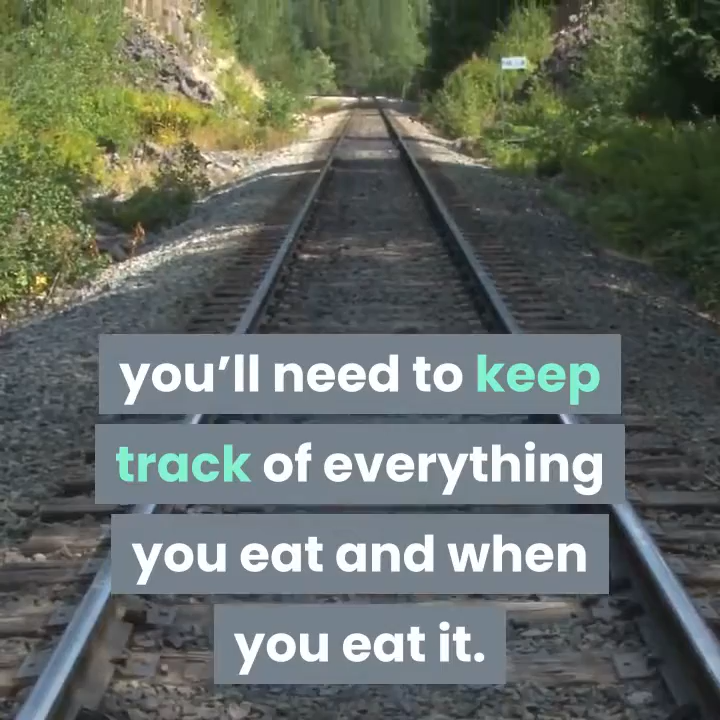 you’ll need to keep
track of everything
you eat and when
you eat it.